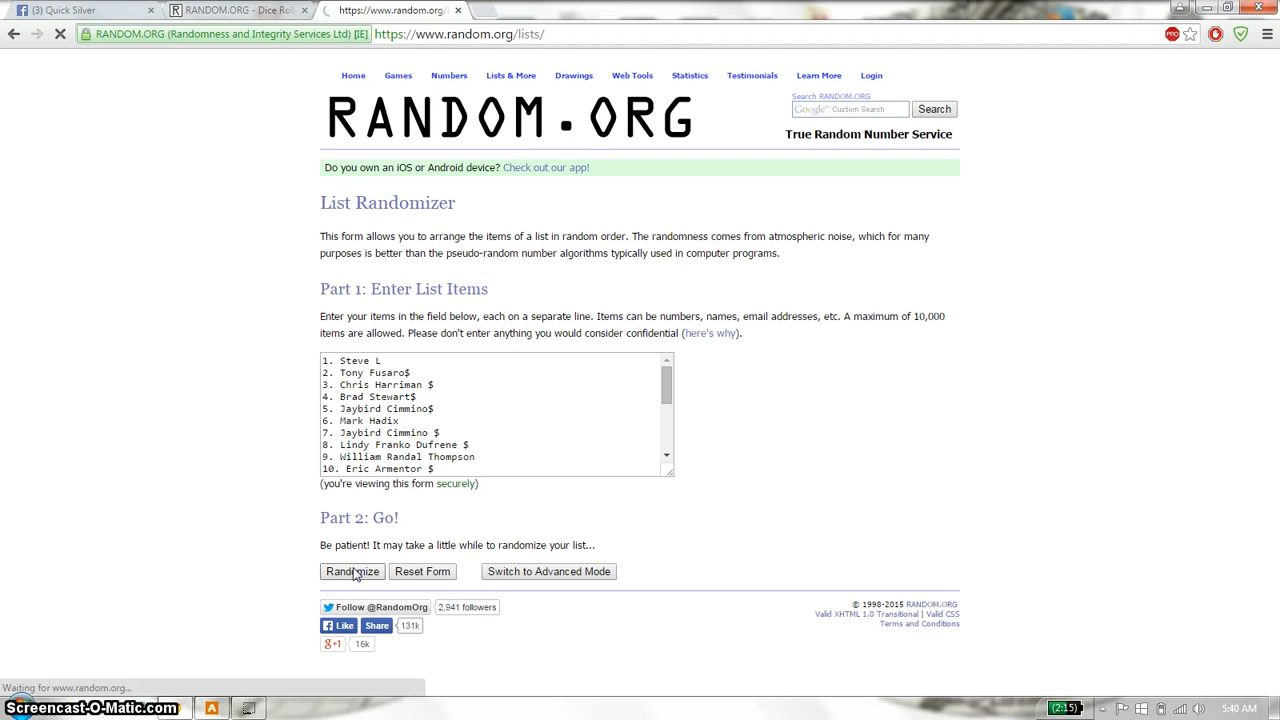 (3) Quick Silver
RANDOM.ORG - Dice Rol
https://www.random.org/
RANDOM.ORG (Randomness and Integrity Services Ltd) [IE]
https://www.random.org/lists/
PRO
Home Games Numbers Lists & More Drawings Web Tools Statistics Testimonials Learn More Login
RANDOM.ORG
Search RANDOM.ORG
Google™ Custom Search
Search
True Random Number Service
Do you own an iOS or Android device? Check out our app!
List Randomizer
This form allows you to arrange the items of a list in random order. The randomness comes from atmospheric noise, which for many
purposes is better than the pseudo-random number algorithms typically used in computer programs.
Part 1: Enter List Items
Enter your items in the field below, each on a separate line. Items can be numbers, names, email addresses, etc. A maximum of 10,000
items are allowed. Please don't enter anything you would consider confidential (here's why).
1. Steve L
2. Tony Fusaro$
3. Chris Harriman $
4. Brad Stewart$
5. Jaybird Cimmino$
6. Mark Hadix
7. Jaybird Cimmino $
8. Lindy Franko Dufrene $
9. William Randal Thompson
10. Eric Armentor $
(you're viewing this form securely)
Part 2: Go!
Be patient! It may take a little while to randomize your list...
Randomize Reset Form Switch to Advanced Mode
Follow @RandomOrg 2,941 followers
Like Share 131k
g+1 16k
© 1998-2015 RANDOM.ORG
Valid XHTML 1.0 Transitional | Valid CSS
Terms and Conditions
Waiting for www.random.org...
Screencast-O-Matic.com
A
(2:15)
5:40 AM